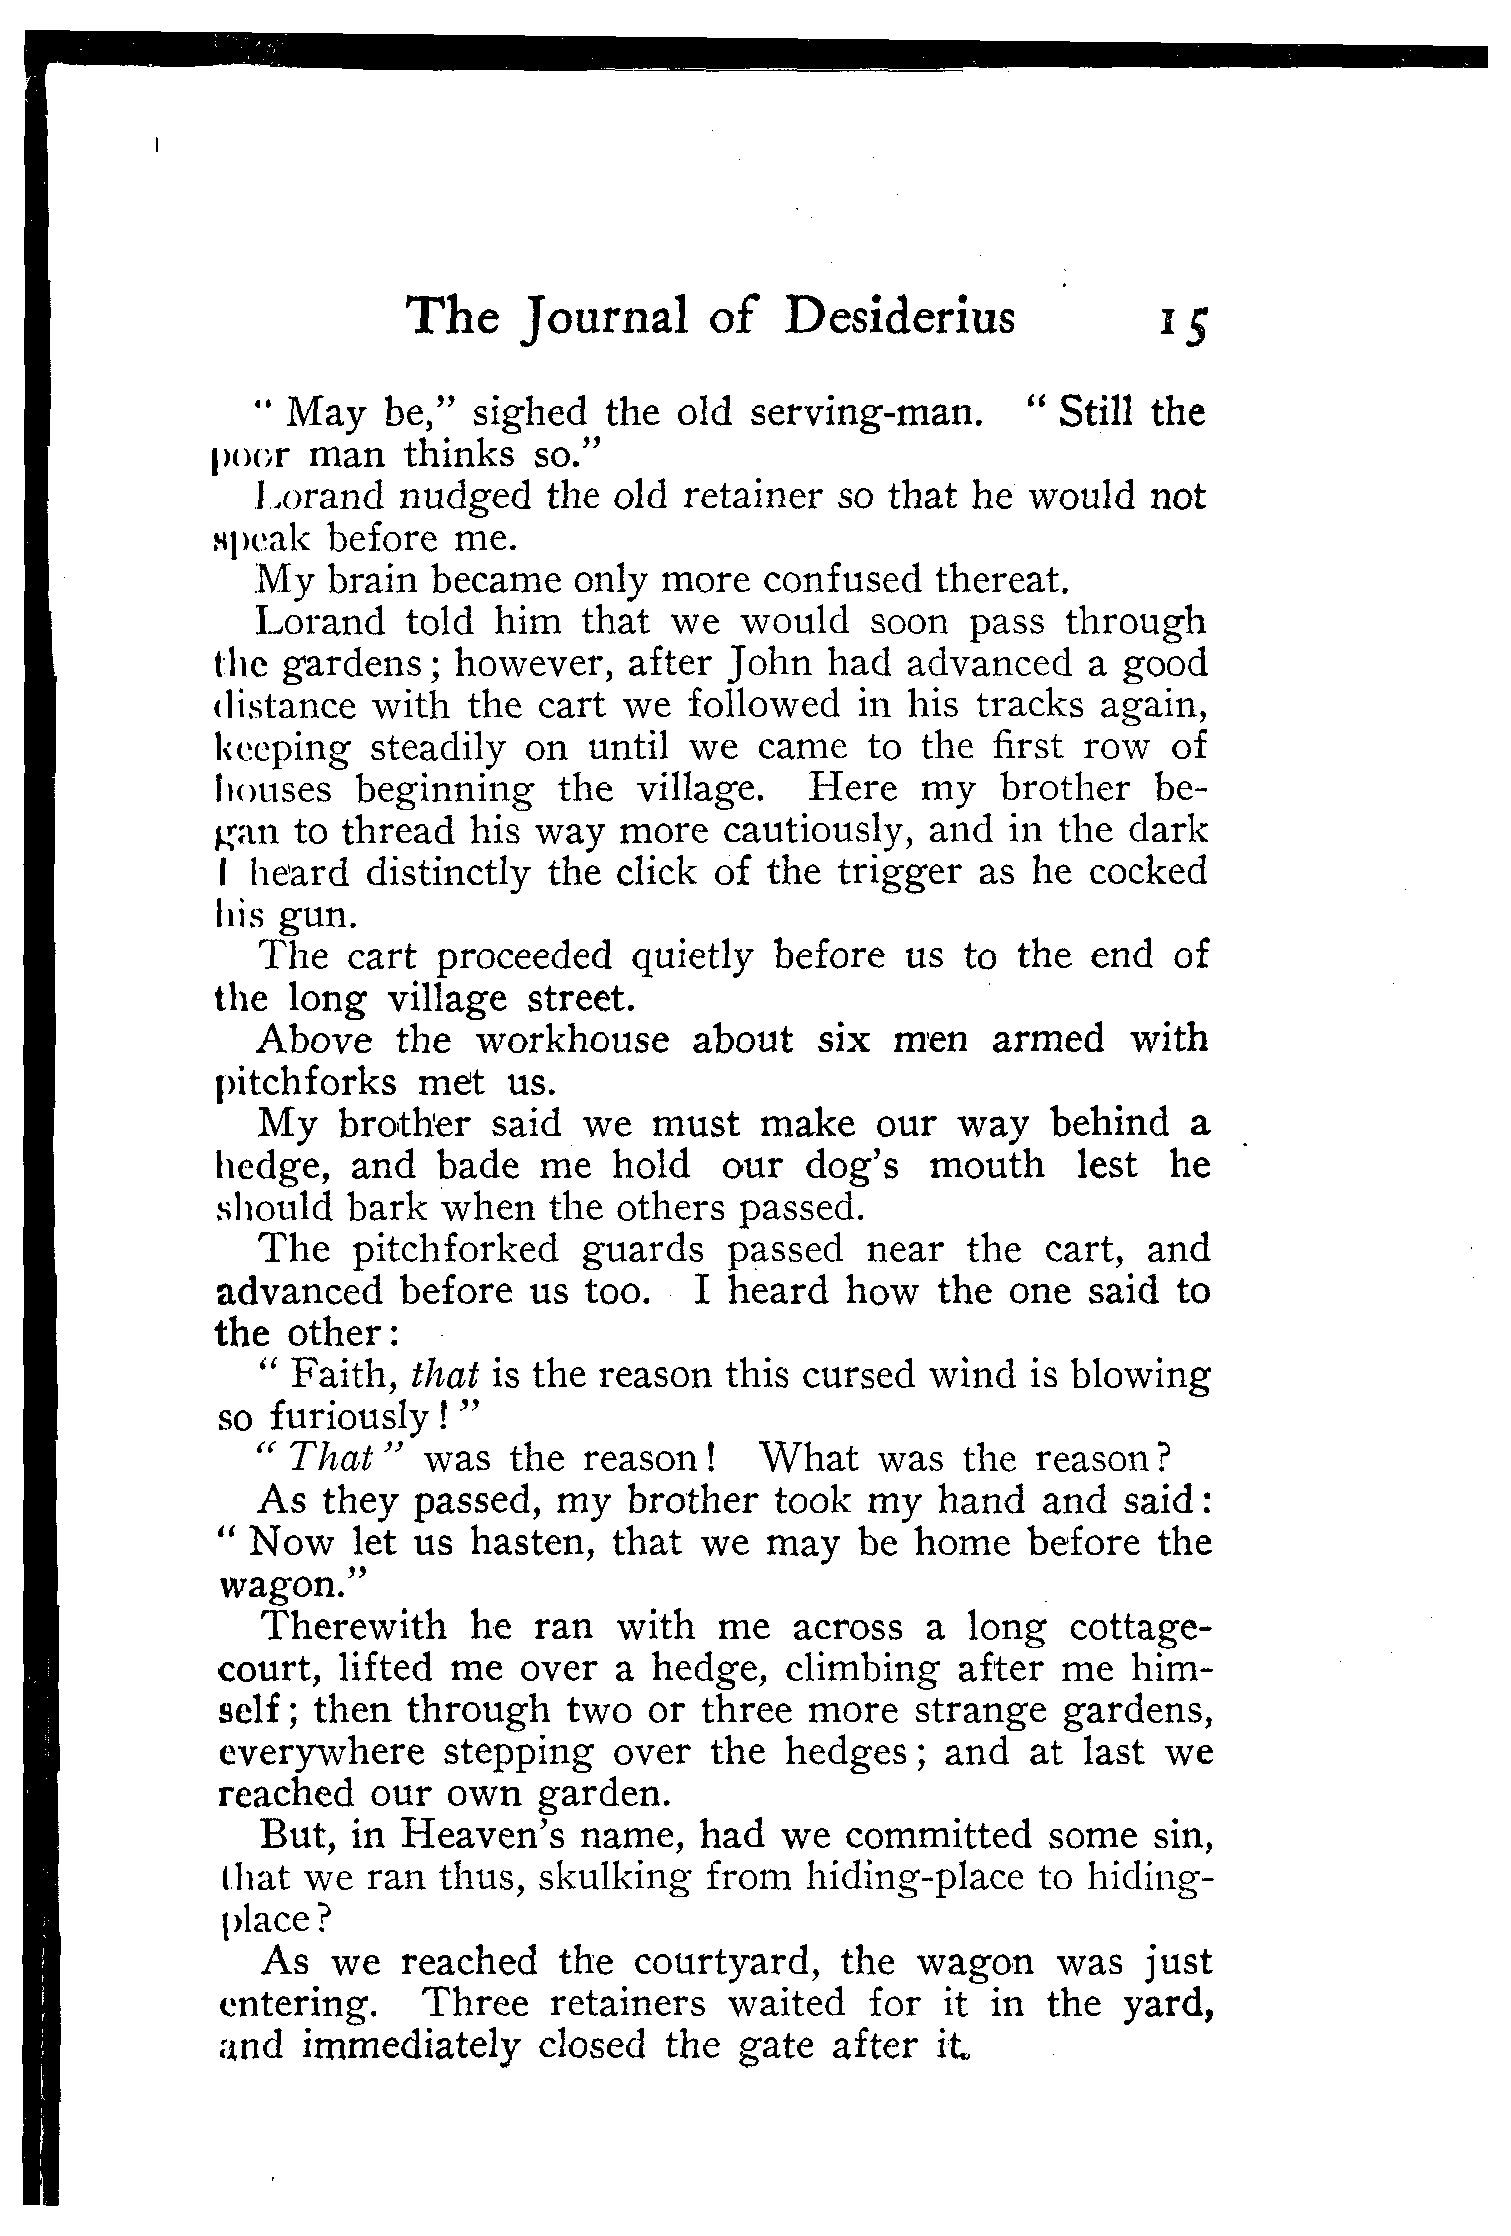 The Journal of Desiderius 15
" May be," sighed the old serving-man. " Still the
poor man thinks so."
Lorand nudged the old retainer so that he would not
speak before me.
My brain became only more confused thereat.
Lorand told him that we would soon pass through
the gardens; however, after John had advanced a good
distance with the cart we followed in his tracks again,
keeping steadily on until we came to the first row of
houses beginning the village. Here my brother be-
gan to thread his way more cautiously, and in the dark
I heard distinctly the click of the trigger as he cocked
his gun.
The cart proceeded quietly before us to the end of
the long village street.
Above the workhouse about six men armed with
pitchforks met us.
My brother said we must make our way behind a
hedge, and bade me hold our dog's mouth lest he
should bark when the others passed.
The pitchforked guards passed near the cart, and
advanced before us too. I heard how the one said to
the other:
" Faith, that is the reason this cursed wind is blowing
so furiously ! "
" That " was the reason! What was the reason?
As they passed, my brother took my hand and said:
" Now let us hasten, that we may be home before the
wagon."
Therewith he ran with me across a long cottage-
court, lifted me over a hedge, climbing after me him-
self; then through two or three more strange gardens,
everywhere stepping over the hedges; and at last we
reached our own garden.
But, in Heaven's name, had we committed some sin,
that we ran thus, skulking from hiding-place to hiding-
place?
As we reached the courtyard, the wagon was just
entering. Three retainers waited for it in the yard,
and immediately closed the gate after it.